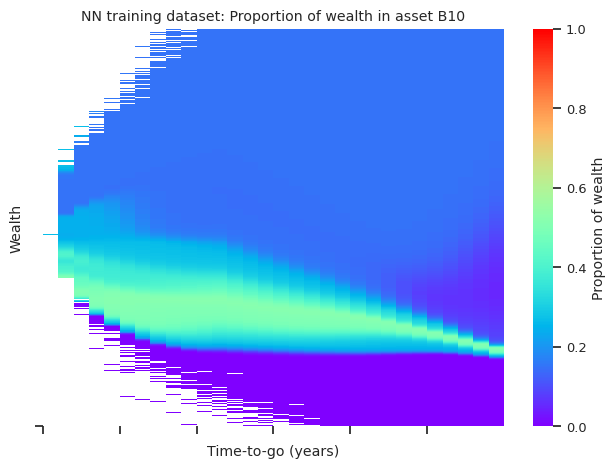 NN training dataset: Proportion of wealth in asset B10
Wealth
Time-to-go (years)
1.0
0.8
0.6
0.4
0.2
0.0
Proportion of wealth